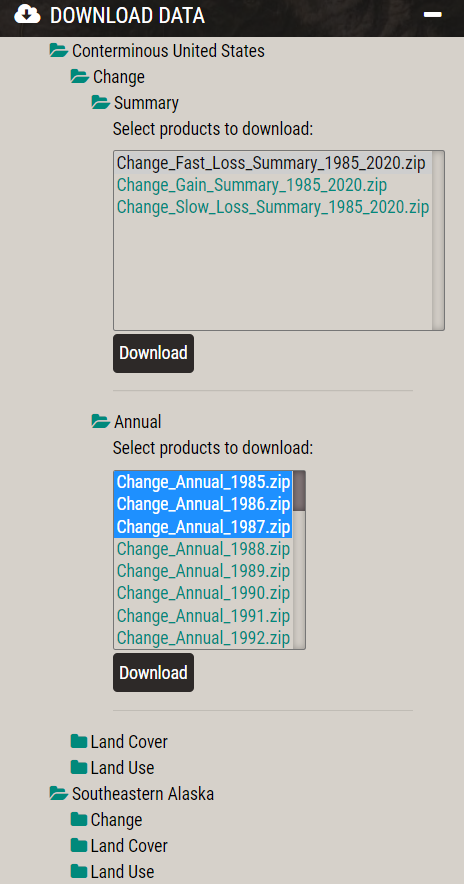 DOWNLOAD DATA
Conterminous United States
Change
Summary
Select products to download:
Change_Fast_Loss_Summary_1985_2020.zip
Change_Gain_Summary_1985_2020.zip
Change_Slow_Loss_Summary_1985_2020.zip
Download
Annual
Select products to download:
Change_Annual_1985.zip
Change_Annual_1986.zip
Change_Annual_1987.zip
Change_Annual_1988.zip
Change_Annual_1989.zip
Change_Annual_1990.zip
Change_Annual_1991.zip
Change_Annual_1992.zip
Download
Land Cover
Land Use
Southeastern Alaska
Change
Land Cover
Land Use